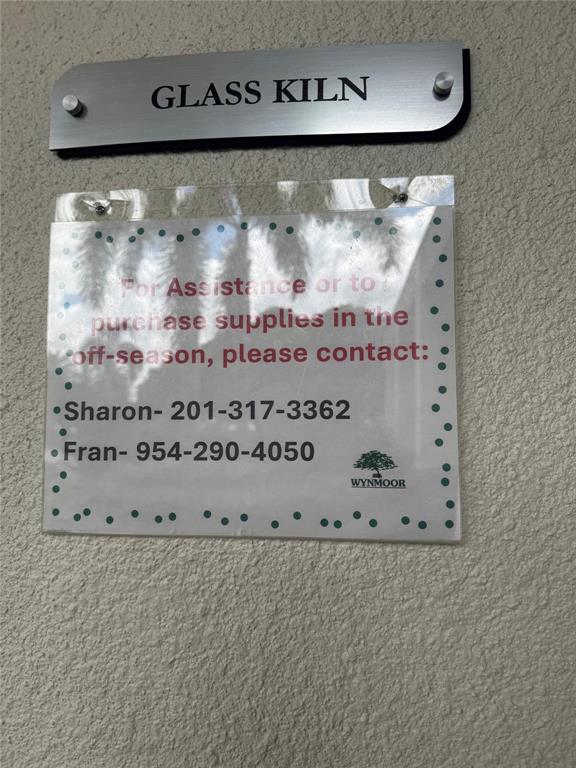 GLASS KILN
For Assistance or to
purchase supplies in the
off-season, please contact:
Sharon- 201-317-3362
Fran- 954-290-4050
WYNMOOR